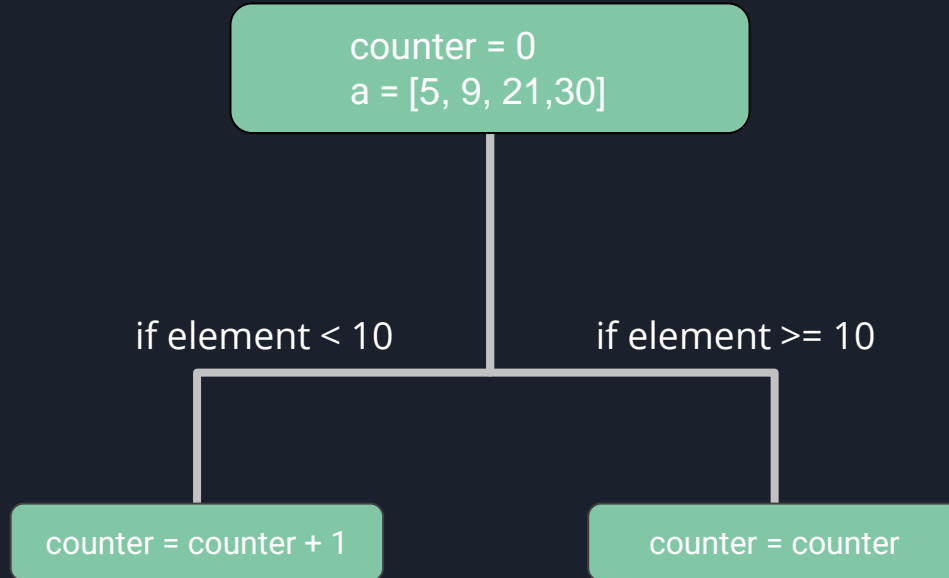 counter = 0
a = [5, 9, 21,30]
if element < 10
if element >= 10
counter = counter + 1
counter = counter